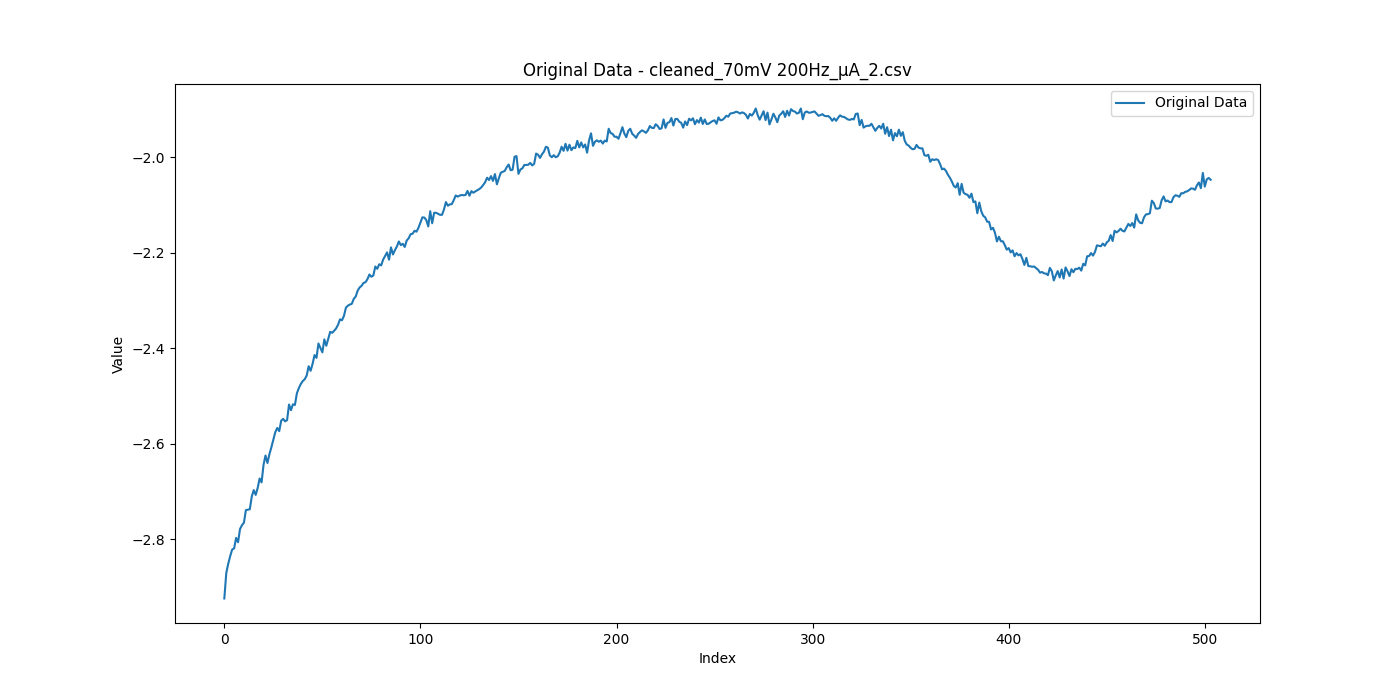 Original Data - cleaned_70mV 200Hz_μA_2.csv
Original Data
−2.0
−2.2
−2.4
−2.6
−2.8
Value
0 100 200 300 400 500
Index